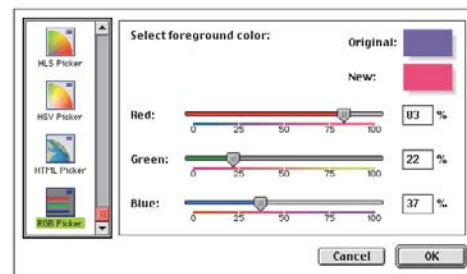 HLS Picker
HSV Picker
HTML Picker
RGB Picker
Select foreground color:
Original:
New:
Red:
83 %
0 25 50 75 100
Green:
22 %
0 25 50 75 100
Blue:
37 %
0 25 50 75 100
Cancel
OK